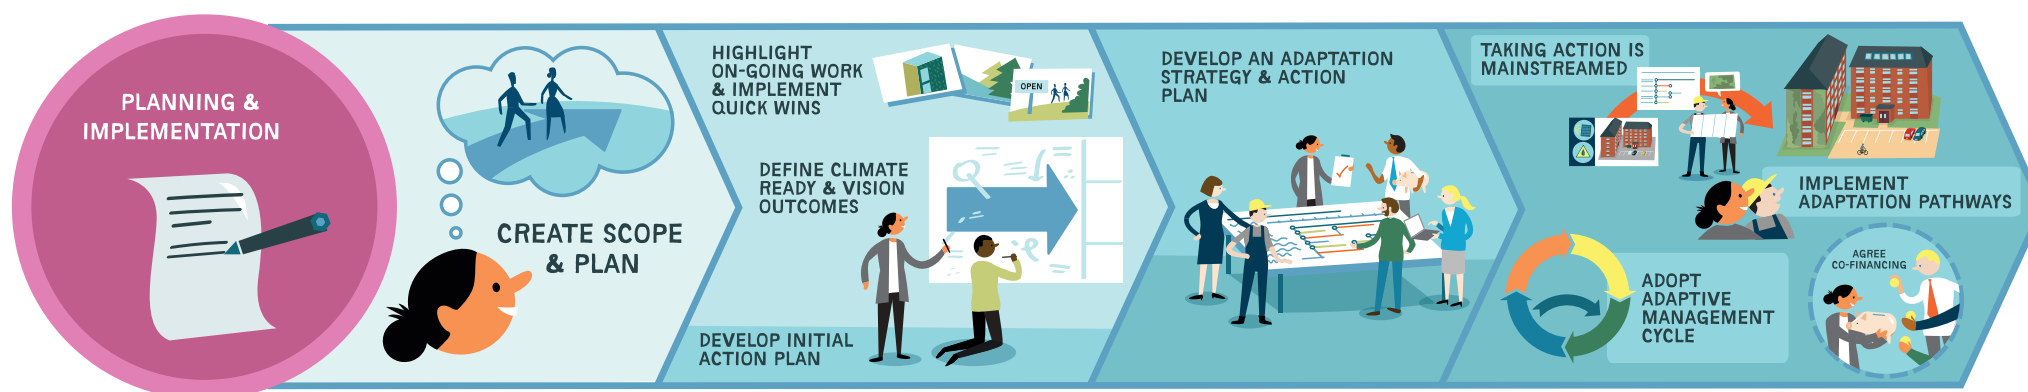 PLANNING &
IMPLEMENTATION
CREATE SCOPE
& PLAN
HIGHLIGHT
ON-GOING WORK
& IMPLEMENT
QUICK WINS
OPEN
DEFINE CLIMATE
READY & VISION
OUTCOMES
DEVELOP INITIAL
ACTION PLAN
DEVELOP AN ADAPTATION
STRATEGY & ACTION
PLAN
TAKING ACTION IS
MAINSTREAMED
IMPLEMENT
ADAPTATION PATHWAYS
ADOPT
ADAPTIVE
MANAGEMENT
CYCLE
AGREE
CO-FINANCING